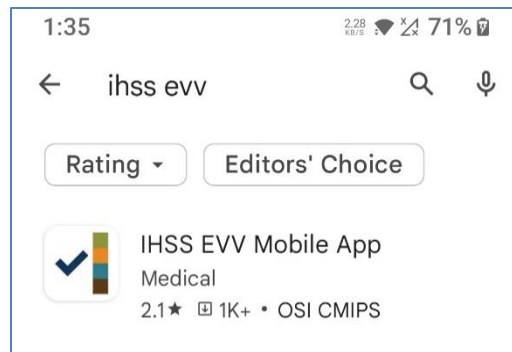 1:35 2.28 KB/S 71%
ihss evv
Rating Editors' Choice
IHSS EVV Mobile App
Medical
2.1★ 1K+ • OSI CMIPS